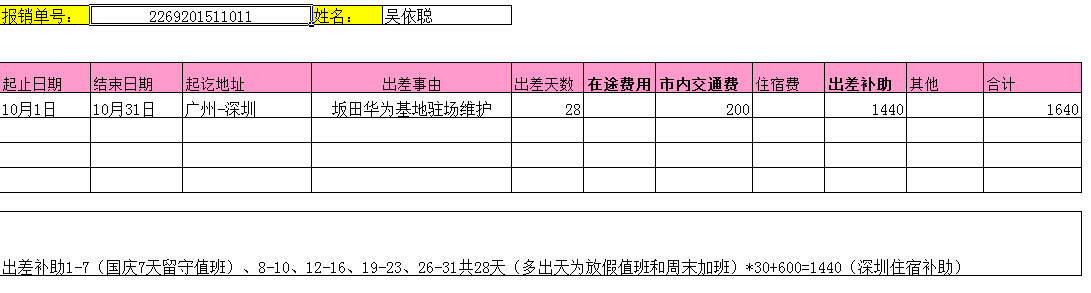 报销单号: 2269201511011 姓名: 吴依聪
起止日期 结束日期 起讫地址 出差事由 出差天数 在途费用 市内交通费 住宿费 出差补助 其他 合计
10月1日 10月31日 广州-深圳 坂田华为基地驻场维护 28 200 1440 1640
出差补助1-7（国庆7天留守值班）、8-10、12-16、19-23、26-31共28天（多出天为放假值班和周末加班）*30+600=1440（深圳住宿补助）